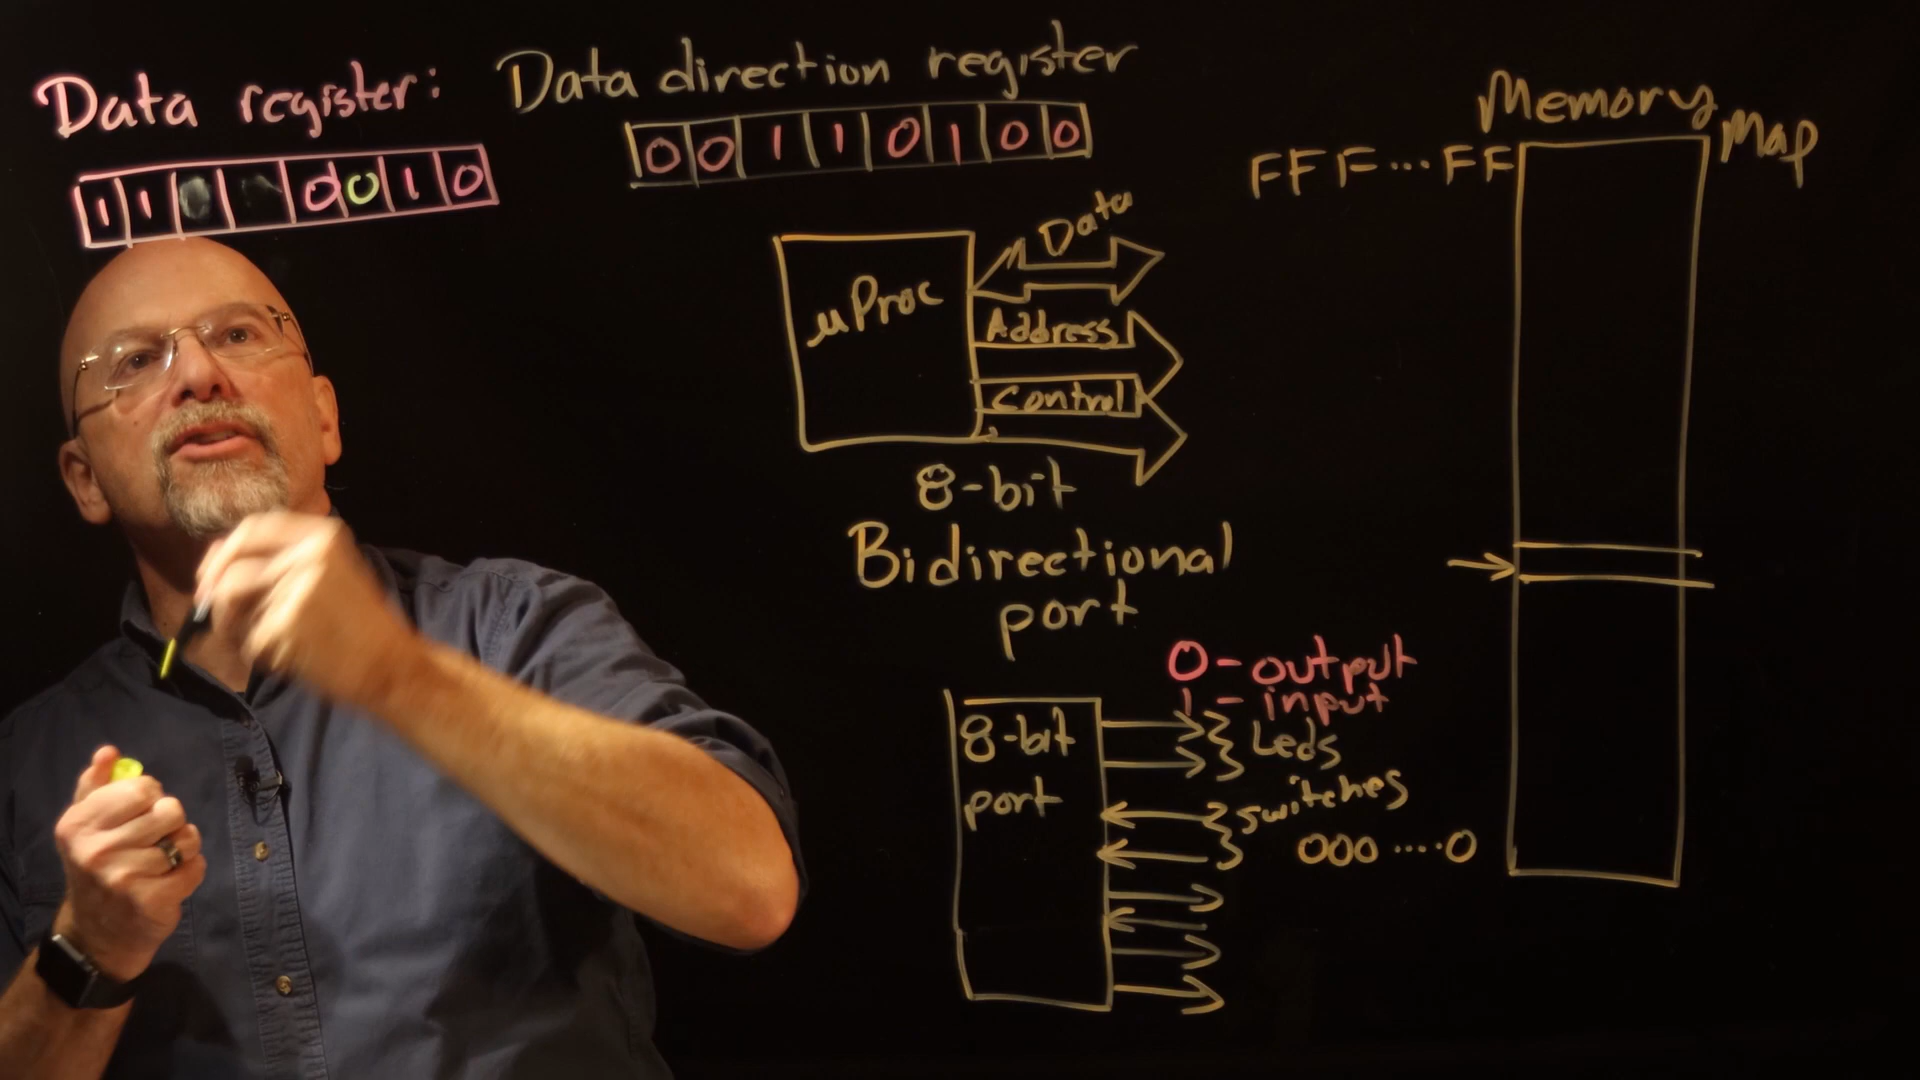 Data register:
1 1 0 0 1 0
Data direction register
0 0 1 1 0 1 0 0
Memory Map
FFF...FF
μProc
Data
Address
Control
8-bit
Bidirectional
port
0 - output
1 - input
8-bit
port
Leds
switches
000 ....0